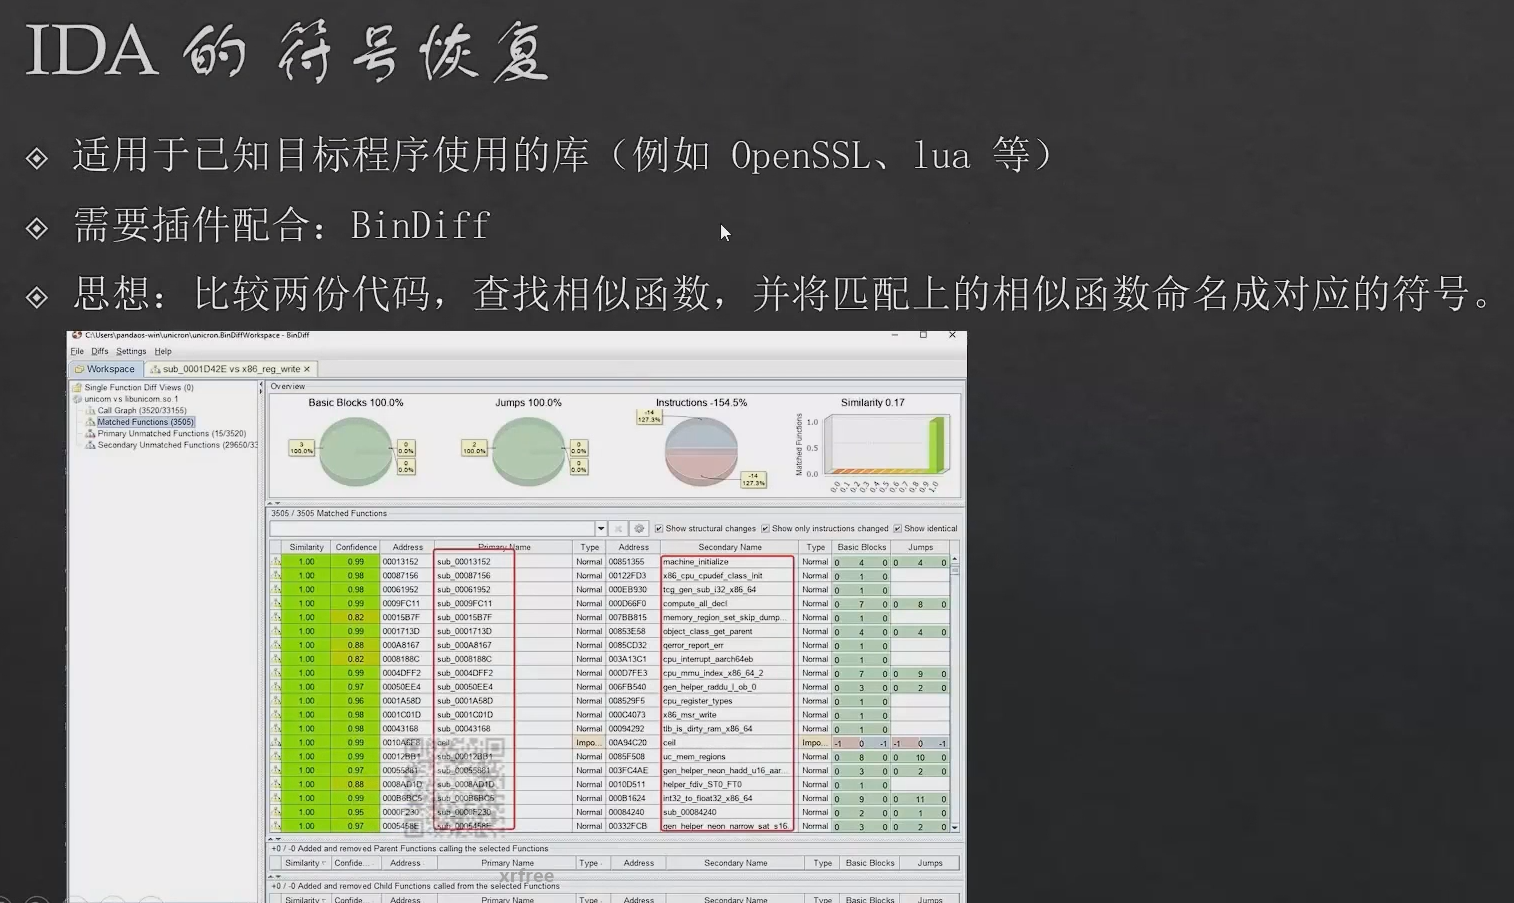 IDA 的 符号恢复
适用于已知目标程序使用的库（例如 OpenSSL、lua 等）
需要插件配合：BinDiff
思想：比较两份代码，查找相似函数，并将匹配上的相似函数命名成对应的符号。
C:\Users\pandaos-win\unicron\unicron.BinDiffWorkspace - BinDiff
File Diffs Settings Help
Workspace sub_0001D42E vs x86_reg_write
Single Function Diff Views (0)
unicorn vs libunicorn.so 1
Call Graph (3520/33155)
Matched Functions (3505)
Primary Unmatched Functions (15/3520)
Secondary Unmatched Functions (29650/33
Overview
Basic Blocks 100.0% Jumps 100.0% Instructions -154.5% Similarity 0.17
3 100.0% 0 0.0% 0 0.0%
2 100.0% 0 0.0% 0 0.0%
-14 127.3% -14 127.3%
Matched Functions 1.0 0.5 0.0
0.0 0.1 0.2 0.3 0.4 0.5 0.6 0.7 0.8 0.9 1.0
3505 / 3505 Matched Functions
Show structural changes Show only instructions changed Show identical
Similarity Confidence Address Primary Name Type Address Secondary Name Type Basic Blocks Jumps
1.00 0.99 00013152 sub_00013152 Normal 00851355 machine_initialize Normal 0 4 0 0 4 0
1.00 0.98 00087156 sub_00087156 Normal 00122FD3 x86_cpu_cpudef_class_init Normal 0 1 0
1.00 0.98 00061952 sub_00061952 Normal 000EB930 tcg_gen_sub_i32_x86_64 Normal 0 1 0
1.00 0.99 0009FC11 sub_0009FC11 Normal 000D66F0 compute_all_decl Normal 0 7 0 0 8 0
1.00 0.82 00015B7F sub_00015B7F Normal 007BB815 memory_region_set_skip_dump... Normal 0 1 0
1.00 0.99 0001713D sub_0001713D Normal 00853E58 object_class_get_parent Normal 0 4 0 0 4 0
1.00 0.88 000A8167 sub_000A8167 Normal 0085CD32 qerror_report_err Normal 0 1 0
1.00 0.82 0008188C sub_0008188C Normal 003A13C1 cpu_interrupt_aarch64eb Normal 0 1 0
1.00 0.99 0004DFF2 sub_0004DFF2 Normal 000D7FE3 cpu_mmu_index_x86_64_2 Normal 0 7 0 0 9 0
1.00 0.97 00050EE4 sub_00050EE4 Normal 006FB540 gen_helper_raddu_l_ob_0 Normal 0 3 0 0 2 0
1.00 0.96 0001A58D sub_0001A58D Normal 008529F5 cpu_register_types Normal 0 1 0
1.00 0.98 0001C01D sub_0001C01D Normal 000C4073 x86_msr_write Normal 0 1 0
1.00 0.98 00043168 sub_00043168 Normal 00094292 tlb_is_dirty_ram_x86_64 Normal 0 1 0
1.00 0.99 0010A6F8 ceil Impo... 00A94C20 ceil Impo... -1 0 -1 -1 0 -1
1.00 0.99 00012BB1 sub_00012BB1 Normal 0085F508 uc_mem_regions Normal 0 8 0 0 10 0
1.00 0.97 00055881 sub_00055881 Normal 003FC4AE gen_helper_neon_hadd_u16_aar... Normal 0 3 0 0 2 0
1.00 0.88 0008AD1D sub_0008AD1D Normal 0010D511 helper_fdiv_ST0_FT0 Normal 0 1 0
1.00 0.99 000B6BC5 sub_000B6BC5 Normal 000B1624 int32_to_float32_x86_64 Normal 0 9 0 0 11 0
1.00 0.95 0000F230 sub_0000F230 Normal 00084240 sub_00084240 Normal 0 2 0 0 1 0
1.00 0.97 0005458E sub_0005458E Normal 00332FCB gen_helper_neon_narrow_sat_s16... Normal 0 3 0 0 2 0
+0 / -0 Added and removed Parent Functions calling the selected Functions
Similarity Confide... Address Primary Name Type Address Secondary Name Type Basic Blocks Jumps
xrfree
+0 / -0 Added and removed Child Functions called from the selected Functions
Similarity Confide... Address Primary Name Type Address Secondary Name Type Basic Blocks Jumps